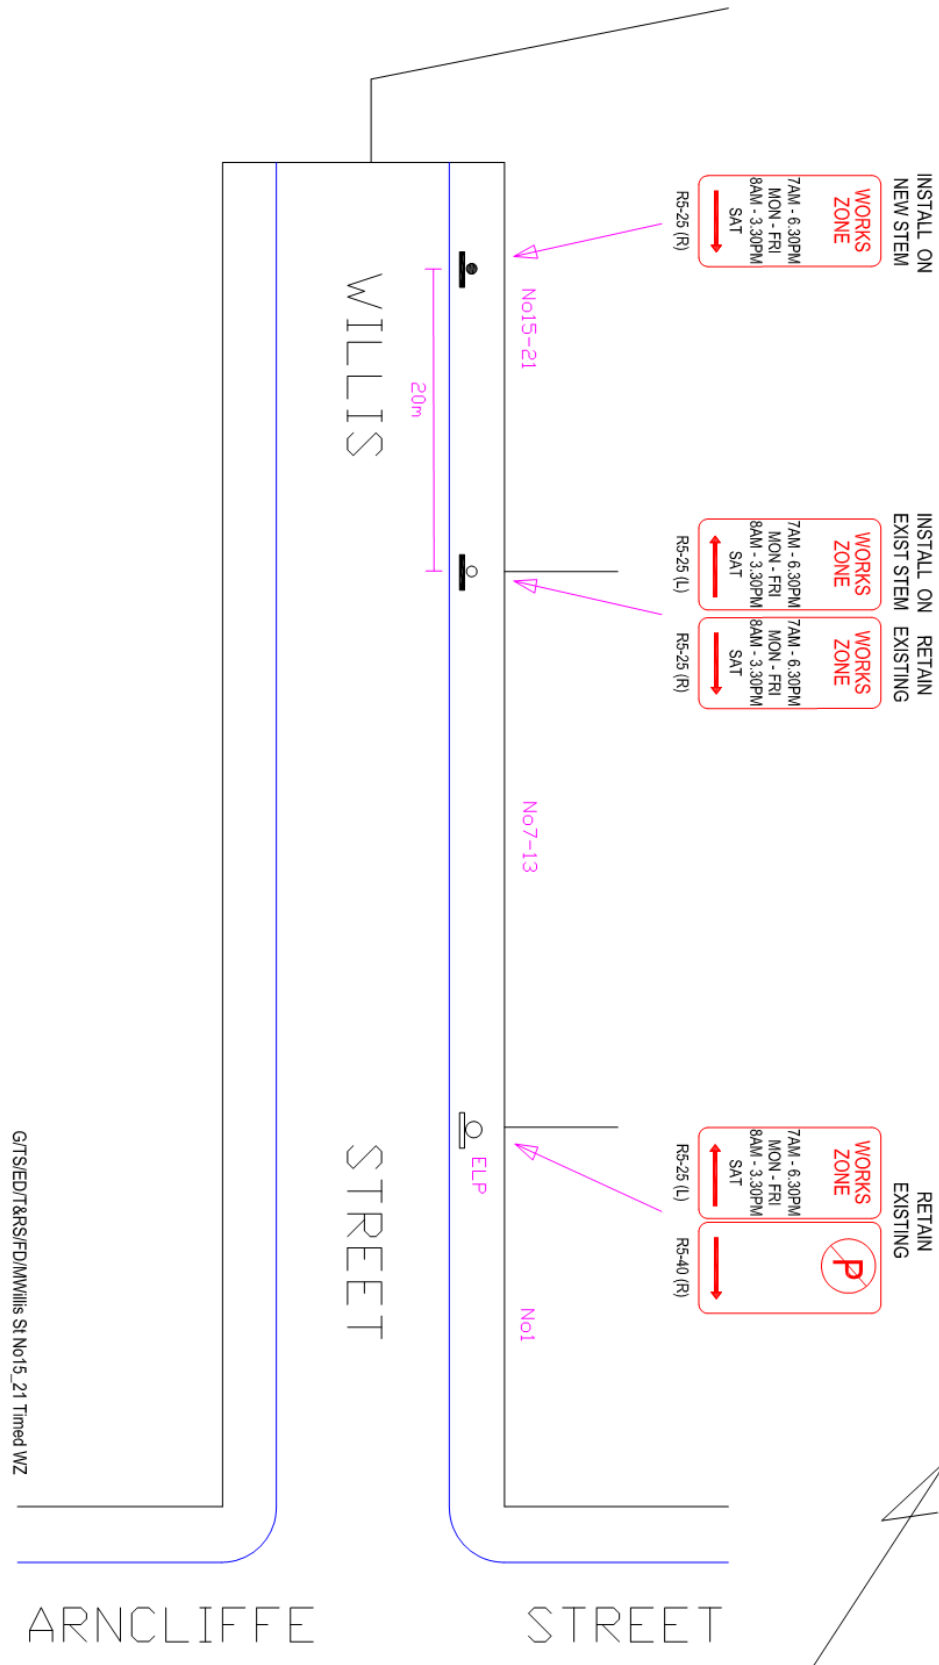 INSTALL ON
NEW STEM
WORKS
ZONE
7AM - 6.30PM
MON - FRI
8AM - 3.30PM
SAT
R5-25 (R)
No15-21
20m
WILLIS
INSTALL ON
EXIST STEM
RETAIN
EXISTING
WORKS
ZONE
7AM - 6.30PM
MON - FRI
8AM - 3.30PM
SAT
R5-25 (L)
WORKS
ZONE
7AM - 6.30PM
MON - FRI
8AM - 3.30PM
SAT
R5-25 (R)
No7-13
RETAIN
EXISTING
WORKS
ZONE
7AM - 6.30PM
MON - FRI
8AM - 3.30PM
SAT
R5-25 (L)
P
R5-40 (R)
ELP
No1
STREET
G/TS/ED/T&RS/FD/M/Willis St No15_21 Timed WZ
ARNCLIFFE STREET